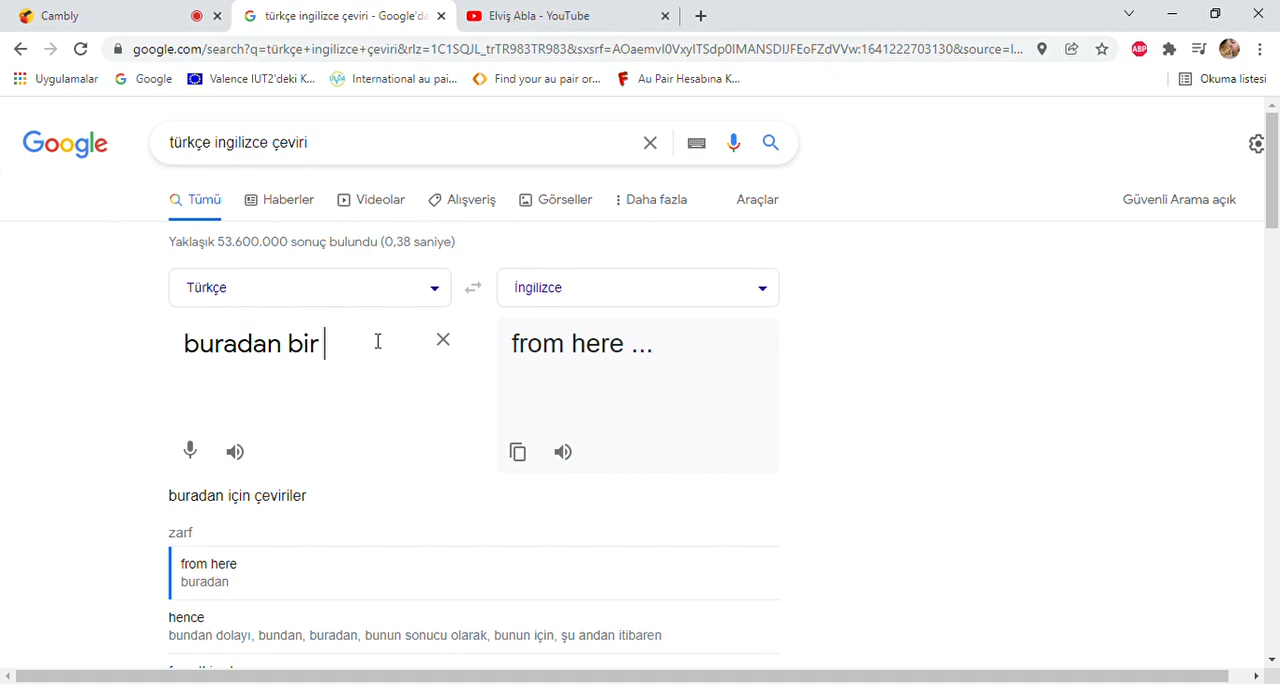 Cambly
türkçe ingilizce çeviri - Google'da
Elviş Abla - YouTube
google.com/search?q=türkçe+ingilizce+çeviri&rlz=1C1SQJL_trTR983TR983&sxsrf=AOaemvI0VxyITSdp0IMANSDIJFEoFZdVVw:1641222703130&source=l...
ABP
Uygulamalar
Google
Valence IUT2'deki K...
International au pai...
Find your au pair or...
Au Pair Hesabına K...
Okuma listesi
Google
türkçe ingilizce çeviri
Tümü
Haberler
Videolar
Alışveriş
Görseller
Daha fazla
Araçlar
Güvenli Arama açık
Yaklaşık 53.600.000 sonuç bulundu (0,38 saniye)
Türkçe
İngilizce
buradan bir
from here ...
buradan için çeviriler
zarf
from here
buradan
hence
bundan dolayı, bundan, buradan, bunun sonucu olarak, bunun için, şu andan itibaren